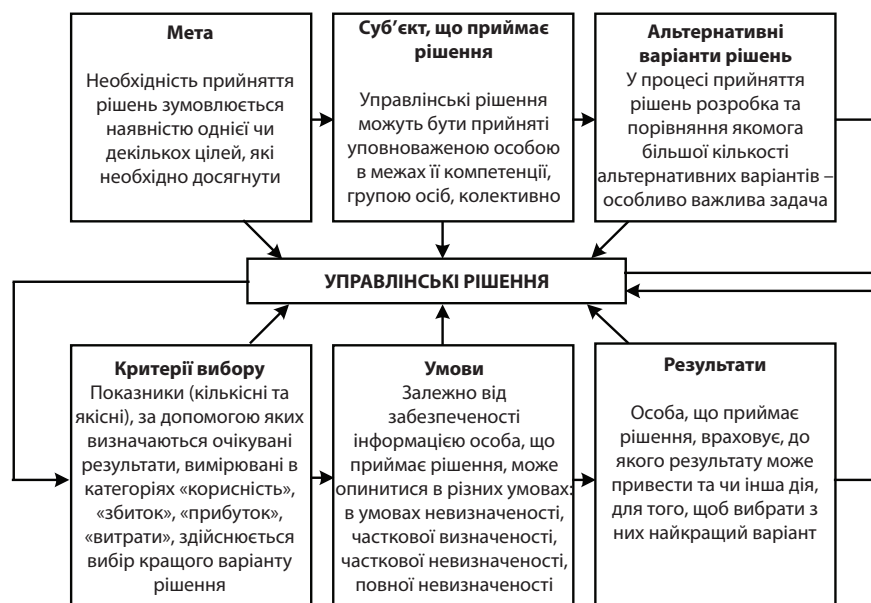 Мета
Необхідність прийняття
рішень зумовлюється
наявністю однієї чи
декількох цілей, які
необхідно досягнути
Суб’єкт, що приймає
рішення
Управлінські рішення
можуть бути прийняті
уповноваженою особою
в межах її компетенції,
групою осіб, колективно
Альтернативні
варіанти рішень
У процесі прийняття
рішень розробка та
порівняння якомога
більшої кількості
альтернативних варіантів –
особливо важлива задача
УПРАВЛІНСЬКІ РІШЕННЯ
Критерії вибору
Показники (кількісні та
якісні), за допомогою яких
визначаються очікувані
результати, вимірювані в
категоріях «корисність»,
«збиток», «прибуток»,
«витрати», здійснюється
вибір кращого варіанту
рішення
Умови
Залежно від
забезпеченості
інформацією особа, що
приймає рішення, може
опинитися в різних умовах:
в умовах невизначеності,
часткової визначеності,
часткової невизначеності,
повної невизначеності
Результати
Особа, що приймає
рішення, враховує, до
якого результату може
привести та чи інша дія,
для того, щоб вибрати з
них найкращий варіант